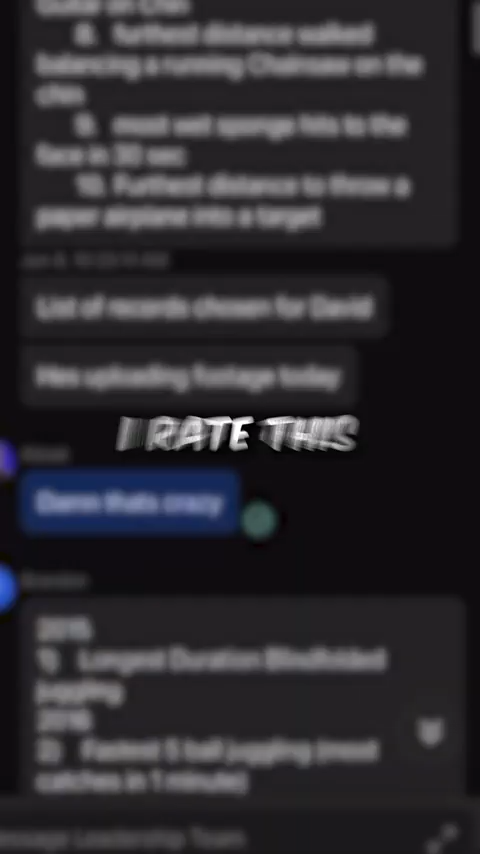 Guitar on Chin
8. furthest distance walked
balancing a running Chainsaw on the
chin
9. most wet sponge hits to the
face in 30 sec
10. Furthest distance to throw a
paper airplane into a target
List of records chosen for David
Hes uploading footage today
I RATE THIS
Damn thats crazy
Brandon
2015
1) Longest Duration Blindfolded
juggling
2016
2) Fastest 5 ball juggling (most
catches in 1 minute)
Message Leadership Team